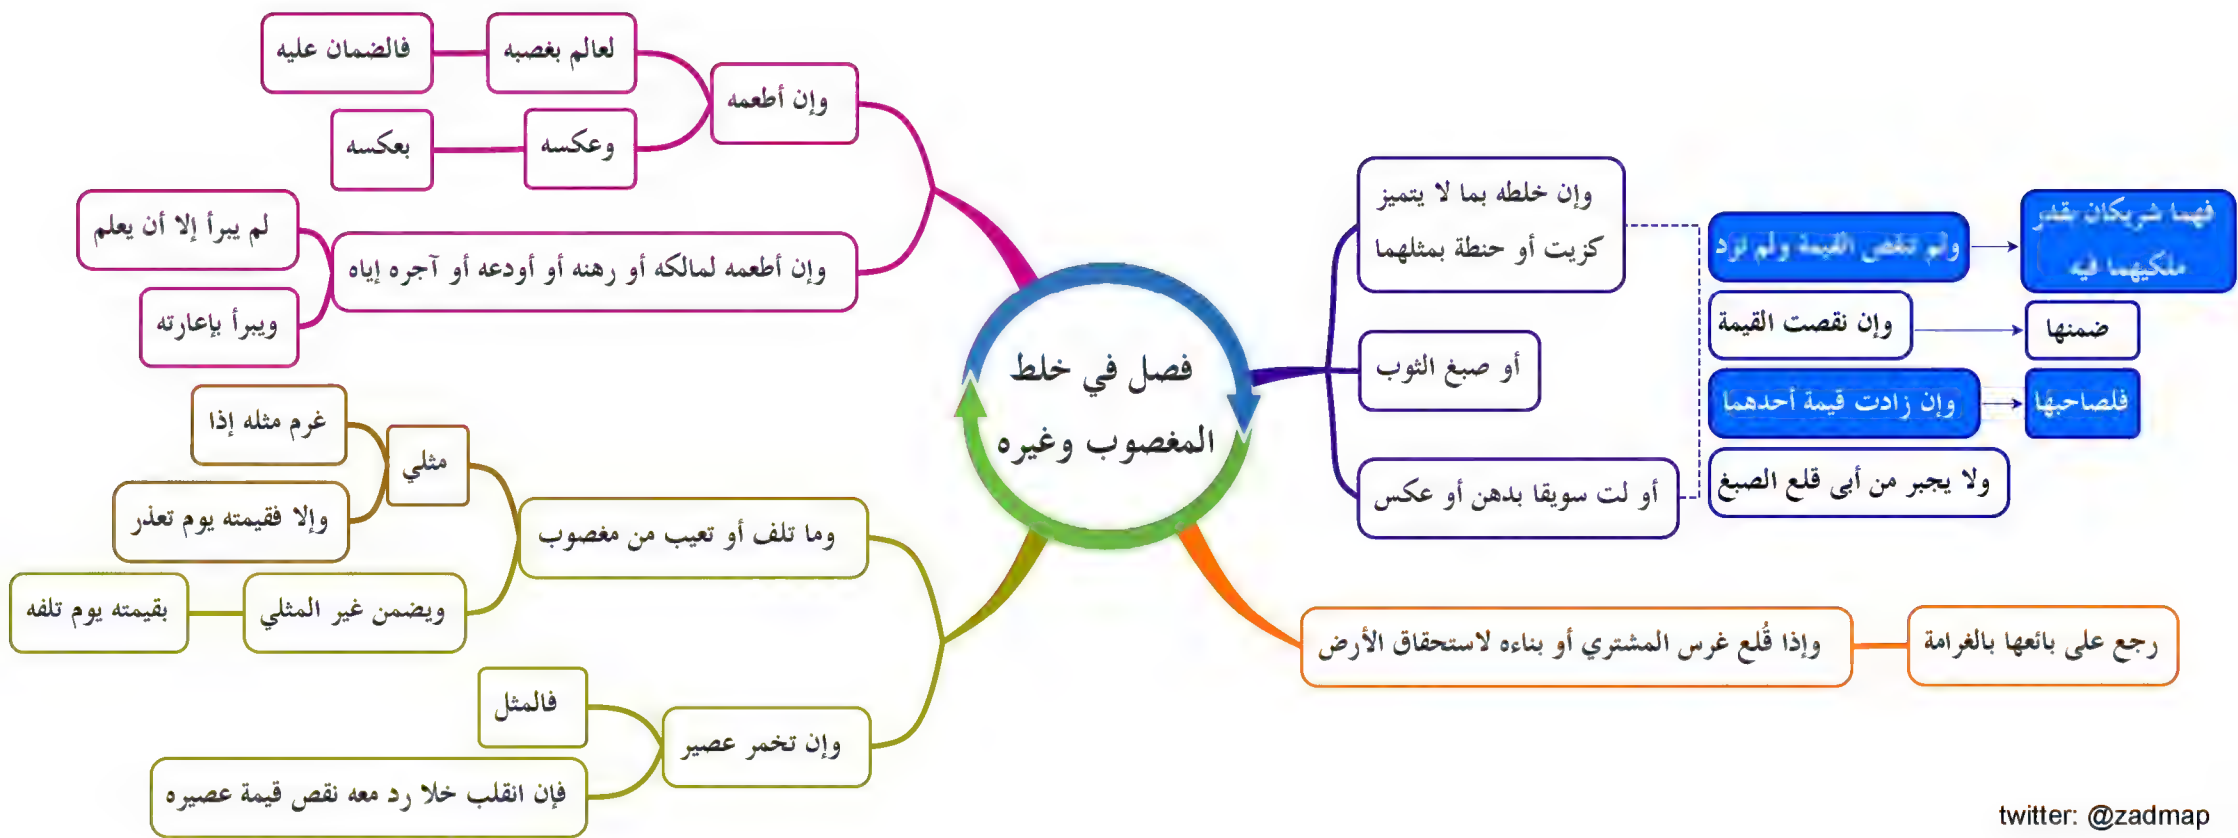 فصل في خلط
المغصوب وغيره
وإن خلطه بما لا يتميز
كزيت أو حنطة بمثلهما
أو صبغ الثوب
أو لت سويقا بدهن أو عكس
ولم تنقص القيمة ولم تزد
فهما شريكان بقدر
ملكيهما فيه
وإن نقصت القيمة
ضمنها
وإن زادت قيمة أحدهما
فلصاحبها
ولا يجبر من أبى قلع الصبغ
وإذا قُلع غرس المشتري أو بناءه لاستحقاق الأرض
رجع على بائعها بالغرامة
وإن أطعمه
لعالم بغصبه
فالضمان عليه
وعكسه
بعكسه
وإن أطعمه لمالكه أو رهنه أو أودعه أو آجره إياه
لم يبرأ إلا أن يعلم
ويبرأ بإعارته
وما تلف أو تعيب من مغصوب
مثلي
غرم مثله إذا
وإلا فقيمته يوم تعذر
ويضمن غير المثلي
بقيمته يوم تلفه
وإن تخمر عصير
فالمثل
فإن انقلب خلا رد معه نقص قيمة عصيره
twitter: @zadmap